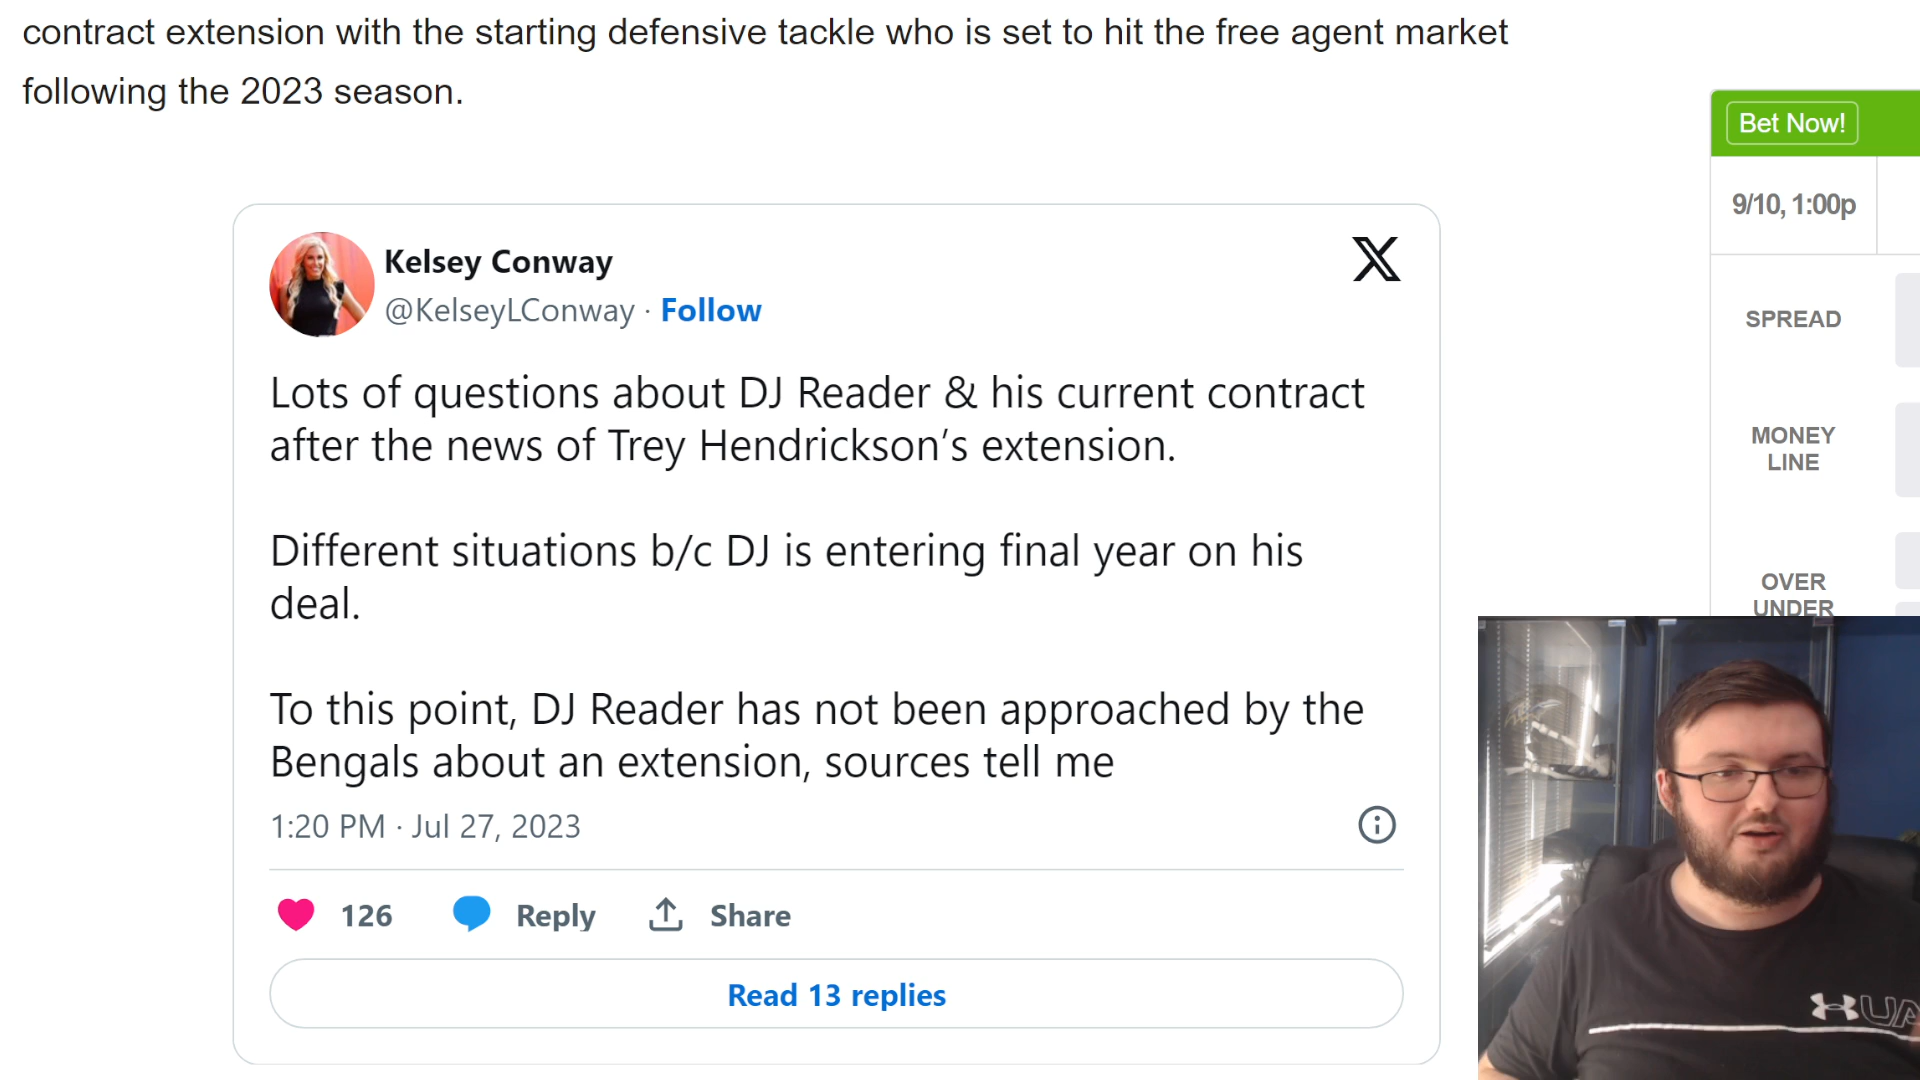 contract extension with the starting defensive tackle who is set to hit the free agent market
following the 2023 season.
Bet Now!
9/10, 1:00p
SPREAD
MONEY
LINE
OVER
UNDER
Kelsey Conway
@KelseyLConway · Follow
Lots of questions about DJ Reader & his current contract
after the news of Trey Hendrickson’s extension.
Different situations b/c DJ is entering final year on his
deal.
To this point, DJ Reader has not been approached by the
Bengals about an extension, sources tell me
1:20 PM · Jul 27, 2023
126 Reply Share
Read 13 replies
UA